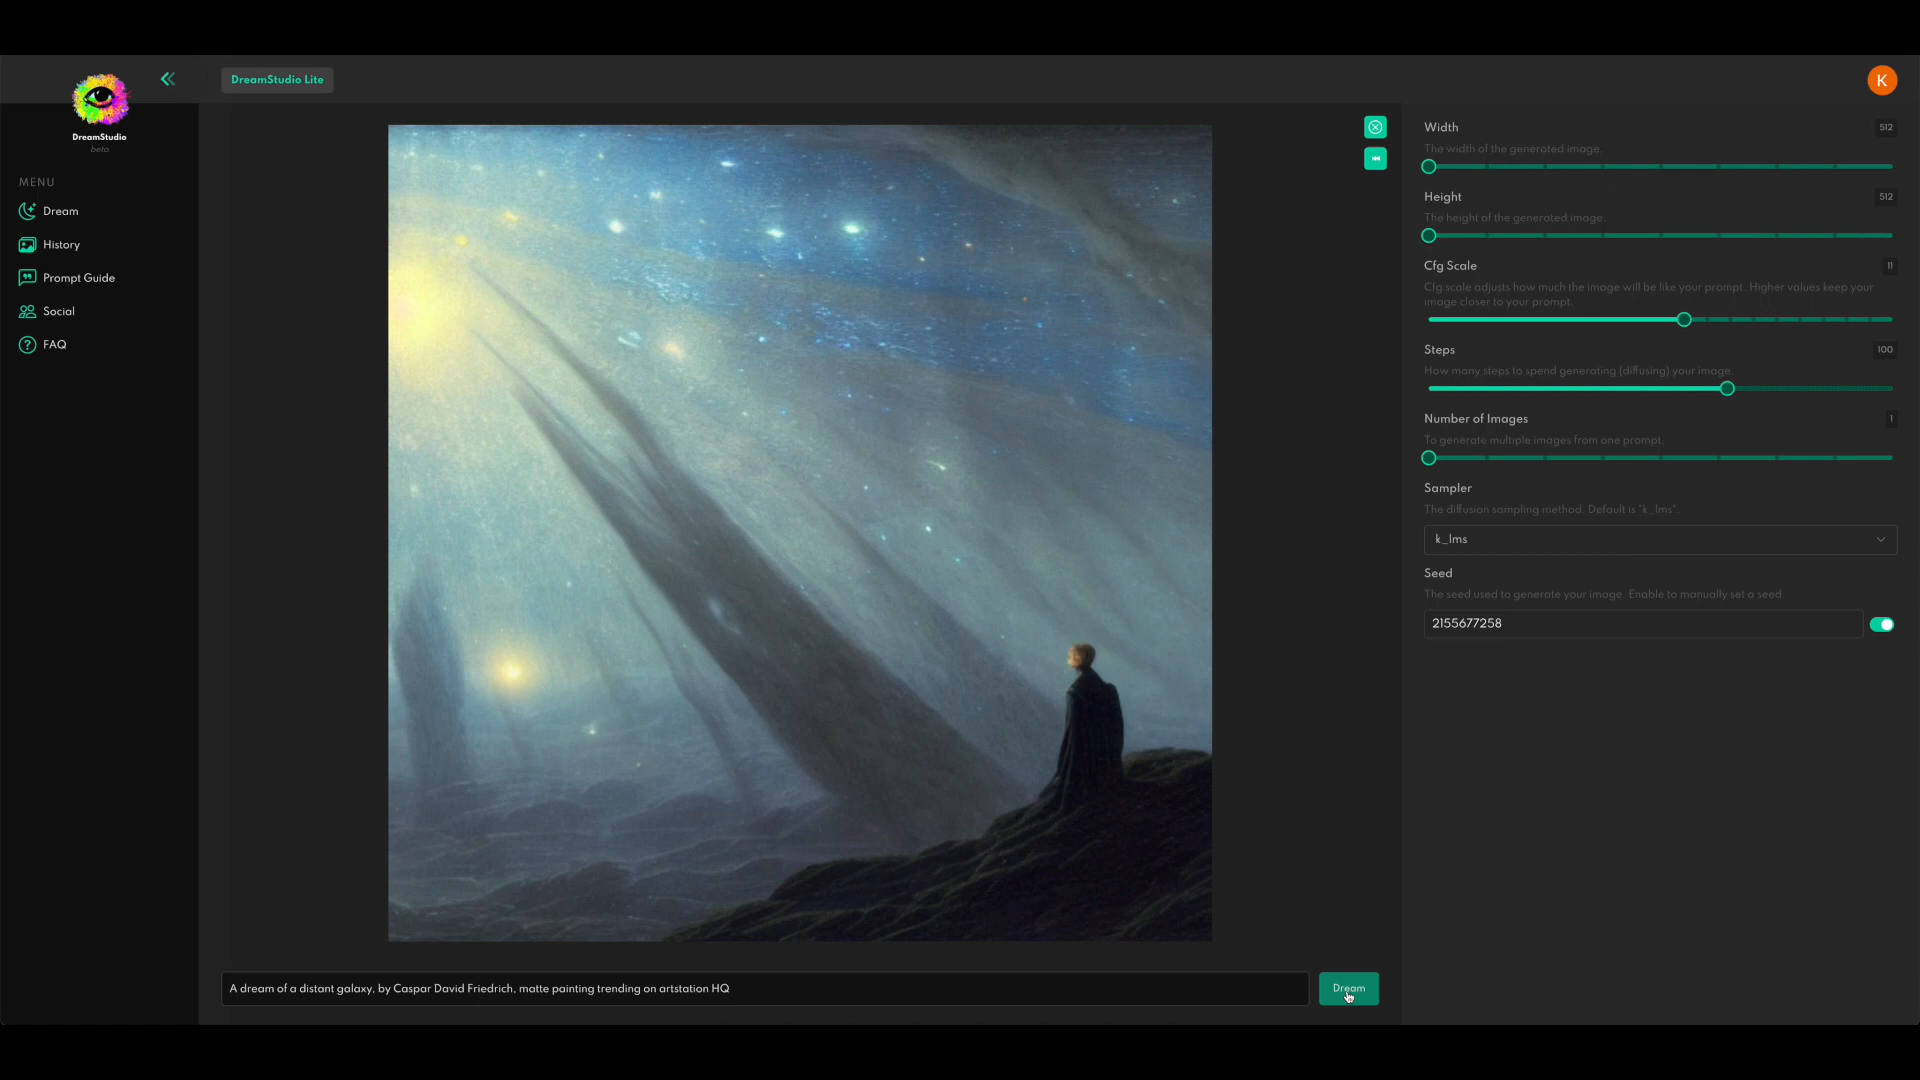 DreamStudio Lite
K
DreamStudio
beta
MENU
Dream
History
Prompt Guide
Social
FAQ
Width
512
The width of the generated image.
Height
512
The height of the generated image.
Cfg Scale
11
Cfg scale adjusts how much the image will be like your prompt. Higher values keep your
image closer to your prompt.
Steps
100
How many steps to spend generating (diffusing) your image.
Number of Images
1
To generate multiple images from one prompt.
Sampler
The diffusion sampling method. Default is "k_lms".
k_lms
Seed
The seed used to generate your image. Enable to manually set a seed.
2155677258
A dream of a distant galaxy, by Caspar David Friedrich, matte painting trending on artstation HQ
Dream